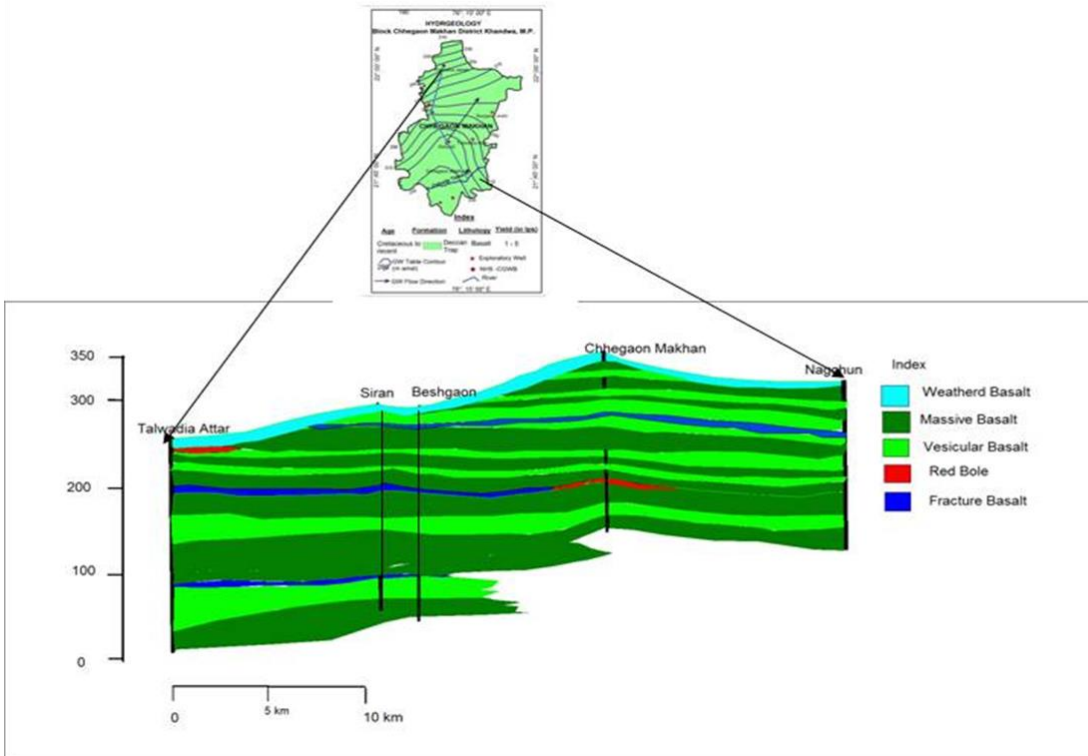 HYDRGEOLOGY
Block Chhegaon Makhan District Khandwa, M.P.
CHHEGAON MAKHAN
Index
Age Formation Lithology Yield (in lps)
Cretaceous to recent Deccan Trap Basalt 1 - 5
GW Table Contour (m amsl)
Exploratory Well
NHS -CGWB
River
GW Flow Direction
350
300
200
100
0
Talwadia Attar
Siran
Beshgaon
Chhegaon Makhan
Nagchun
Index
Weatherd Basalt
Massive Basalt
Vesicular Basalt
Red Bole
Fracture Basalt
0
5 km
10 km